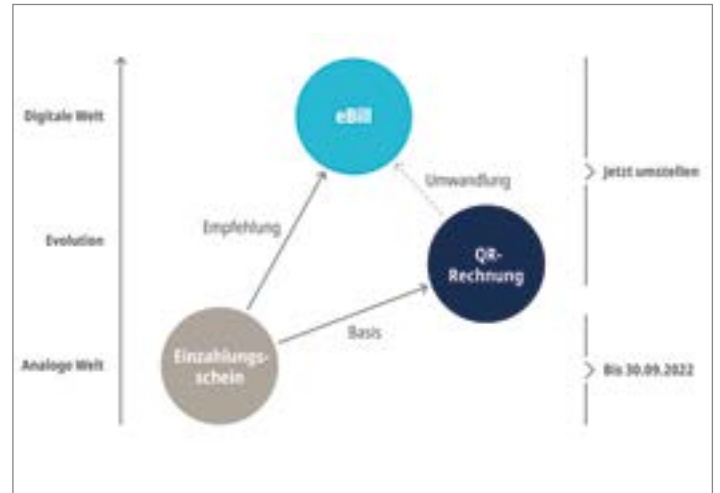 Digitale Welt
eBill
Jetzt umstellen
Umwandlung
Empfehlung
Evolution
QR-
Rechnung
Basis
Einzahlungs-
schein
Analoge Welt
Bis 30.09.2022